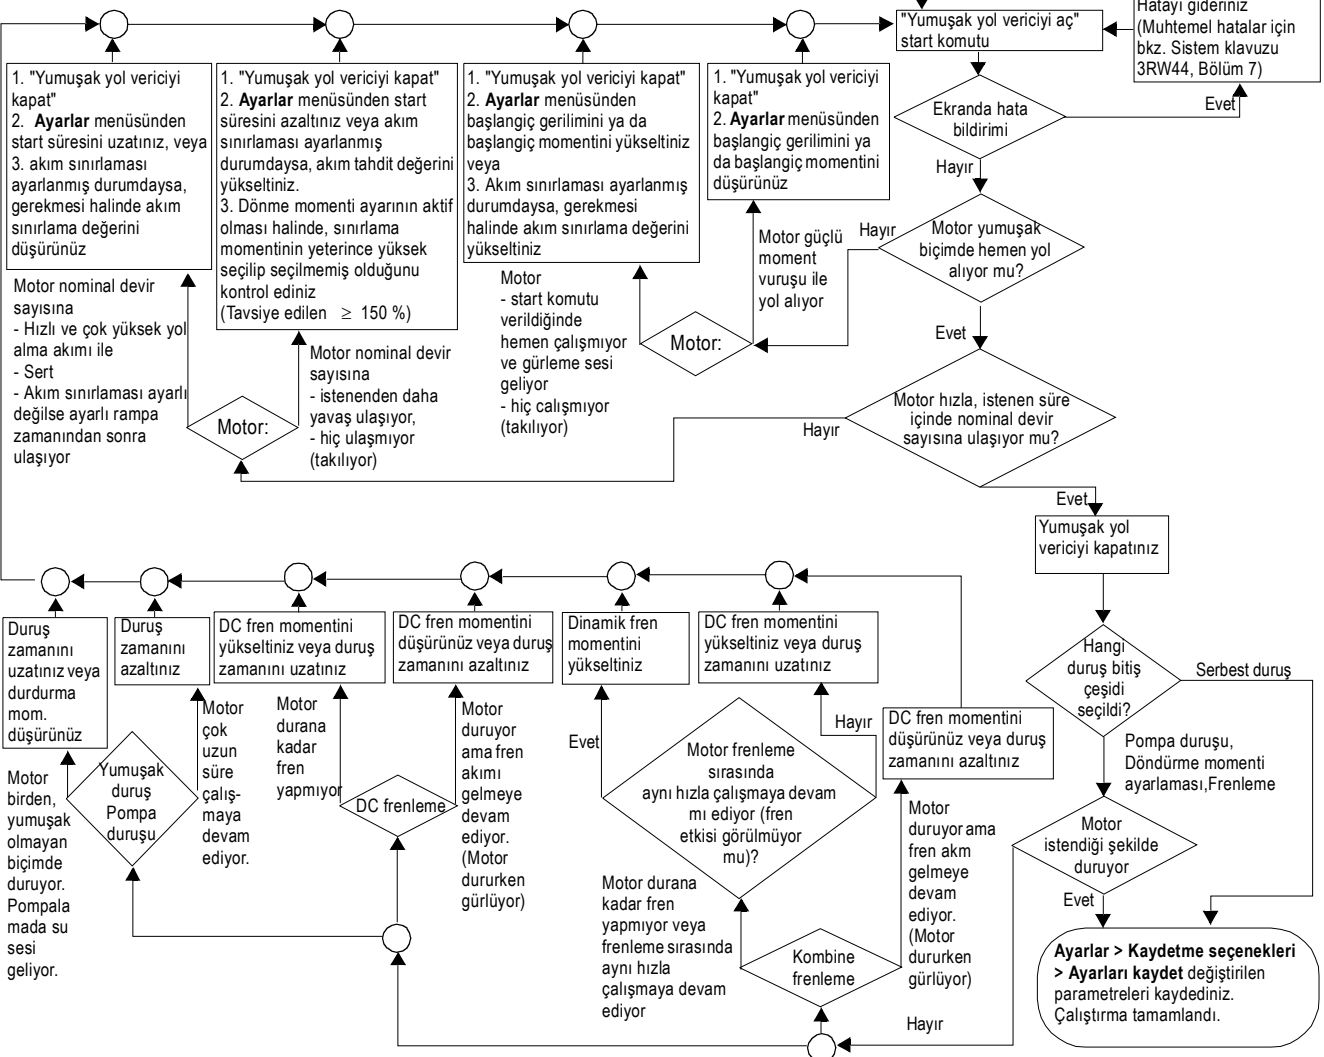 Hatayı gideriniz
(Muhtemel hatalar için
bkz. Sistem klavuzu
3RW44, Bölüm 7)
"Yumuşak yol vericiyi aç"
start komutu
1. "Yumuşak yol vericiyi
kapat"
2. Ayarlar menüsünden
start süresini uzatınız, veya
3. akım sınırlaması
ayarlanmış durumdaysa,
gerekmesi halinde akım
sınırlama değerini
düşürünüz
1. "Yumuşak yol vericiyi kapat"
2. Ayarlar menüsünden start
süresini azaltınız veya akım
sınırlaması ayarlanmış
durumdaysa, akım tahdit değerini
yükseltiniz.
3. Dönme momenti ayarının aktif
olması halinde, sınırlama
momentinin yeterince yüksek
seçilip seçilmemiş olduğunu
kontrol ediniz
(Tavsiye edilen ≥ 150 %)
1. "Yumuşak yol vericiyi kapat"
2. Ayarlar menüsünden
başlangiç gerilimini ya da
başlangiç momentini yükseltiniz
veya
3. Akım sınırlaması ayarlanmış
durumdaysa, gerekmesi
halinde akım sınırlama değerini
yükseltiniz
1. "Yumuşak yol vericiyi
kapat"
2. Ayarlar menüsünden
başlangiç gerilimini ya
da başlangiç momentini
düşürünüz
Ekranda hata
bildirimi
Evet
Hayır
Motor yumuşak
biçimde hemen yol
alıyor mu?
Hayır
Motor güçlü
moment
vuruşu ile
yol alıyor
Motor:
Motor
- start komutu
verildiğinde
hemen çalışmıyor
ve gürleme sesi
geliyor
- hiç calışmıyor
(takılıyor)
Evet
Motor hızla, istenen süre
içinde nominal devir
sayısına ulaşıyor mu?
Hayır
Motor nominal devir
sayısına
- Hızlı ve çok yüksek yol
alma akımı ile
- Sert
- Akım sınırlaması ayarlı
değilse ayarlı rampa
zamanından sonra
ulaşıyor
Motor:
Motor nominal devir
sayısına
- istenenden daha
yavaş ulaşıyor,
- hiç ulaşmıyor
(takılıyor)
Evet
Yumuşak yol
vericiyi kapatınız
Hangi
duruş bitiş
çeşidi
seçildi?
Serbest duruş
Pompa duruşu,
Döndürme momenti
ayarlaması,Frenleme
Motor
istendiği şekilde
duruyor
Evet
Hayır
Ayarlar > Kaydetme seçenekleri
> Ayarları kaydet değiştirilen
parametreleri kaydediniz.
Çalıştırma tamamlandı.
Duruş
zamanını
uzatınız veya
durdurma
mom.
düşürünüz
Duruş
zamanını
azaltınız
DC fren momentini
yükseltiniz veya duruş
zamanını uzatınız
DC fren momentini
düşürünüz veya duruş
zamanını azaltınız
Dinamik fren
momentini
yükseltiniz
DC fren momentini
yükseltiniz veya duruş
zamanını uzatınız
DC fren momentini
düşürünüz veya duruş
zamanını azaltınız
Motor
birden,
yumuşak
olmayan
biçimde
duruyor.
Pompala
mada su
sesi
geliyor.
Yumuşak
duruş
Pompa
duruşu
Motor
çok
uzun
süre
çalış-
maya
devam
ediyor.
Motor
durana
kadar
fren
yapmıyor
DC frenleme
Motor
duruyor
ama fren
akımı
gelmeye
devam
ediyor.
(Motor
dururken
gürlüyor)
Evet
Motor frenleme
sırasında
aynı hızla çalışmaya devam
mı ediyor (fren
etkisi görülmüyor
mu)?
Hayır
Motor durana
kadar fren
yapmıyor veya
frenleme sırasında
aynı hızla
çalışmaya devam
ediyor
Kombine
frenleme
Motor
duruyor ama
fren akm
gelmeye
devam
ediyor.
(Motor
dururken
gürlüyor)